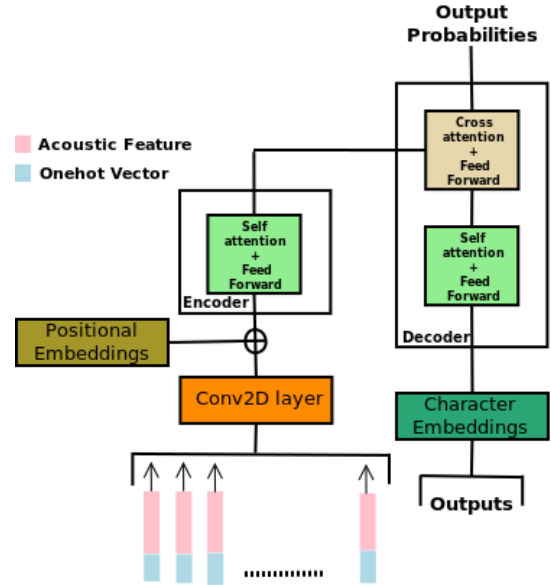 Output
Probabilities
Cross
attention
+
Feed
Forward
Acoustic Feature
Onehot Vector
Self
attention
+
Feed
Forward
Encoder
Self
attention
+
Feed
Forward
Decoder
Positional
Embeddings
Conv2D layer
Character
Embeddings
Outputs